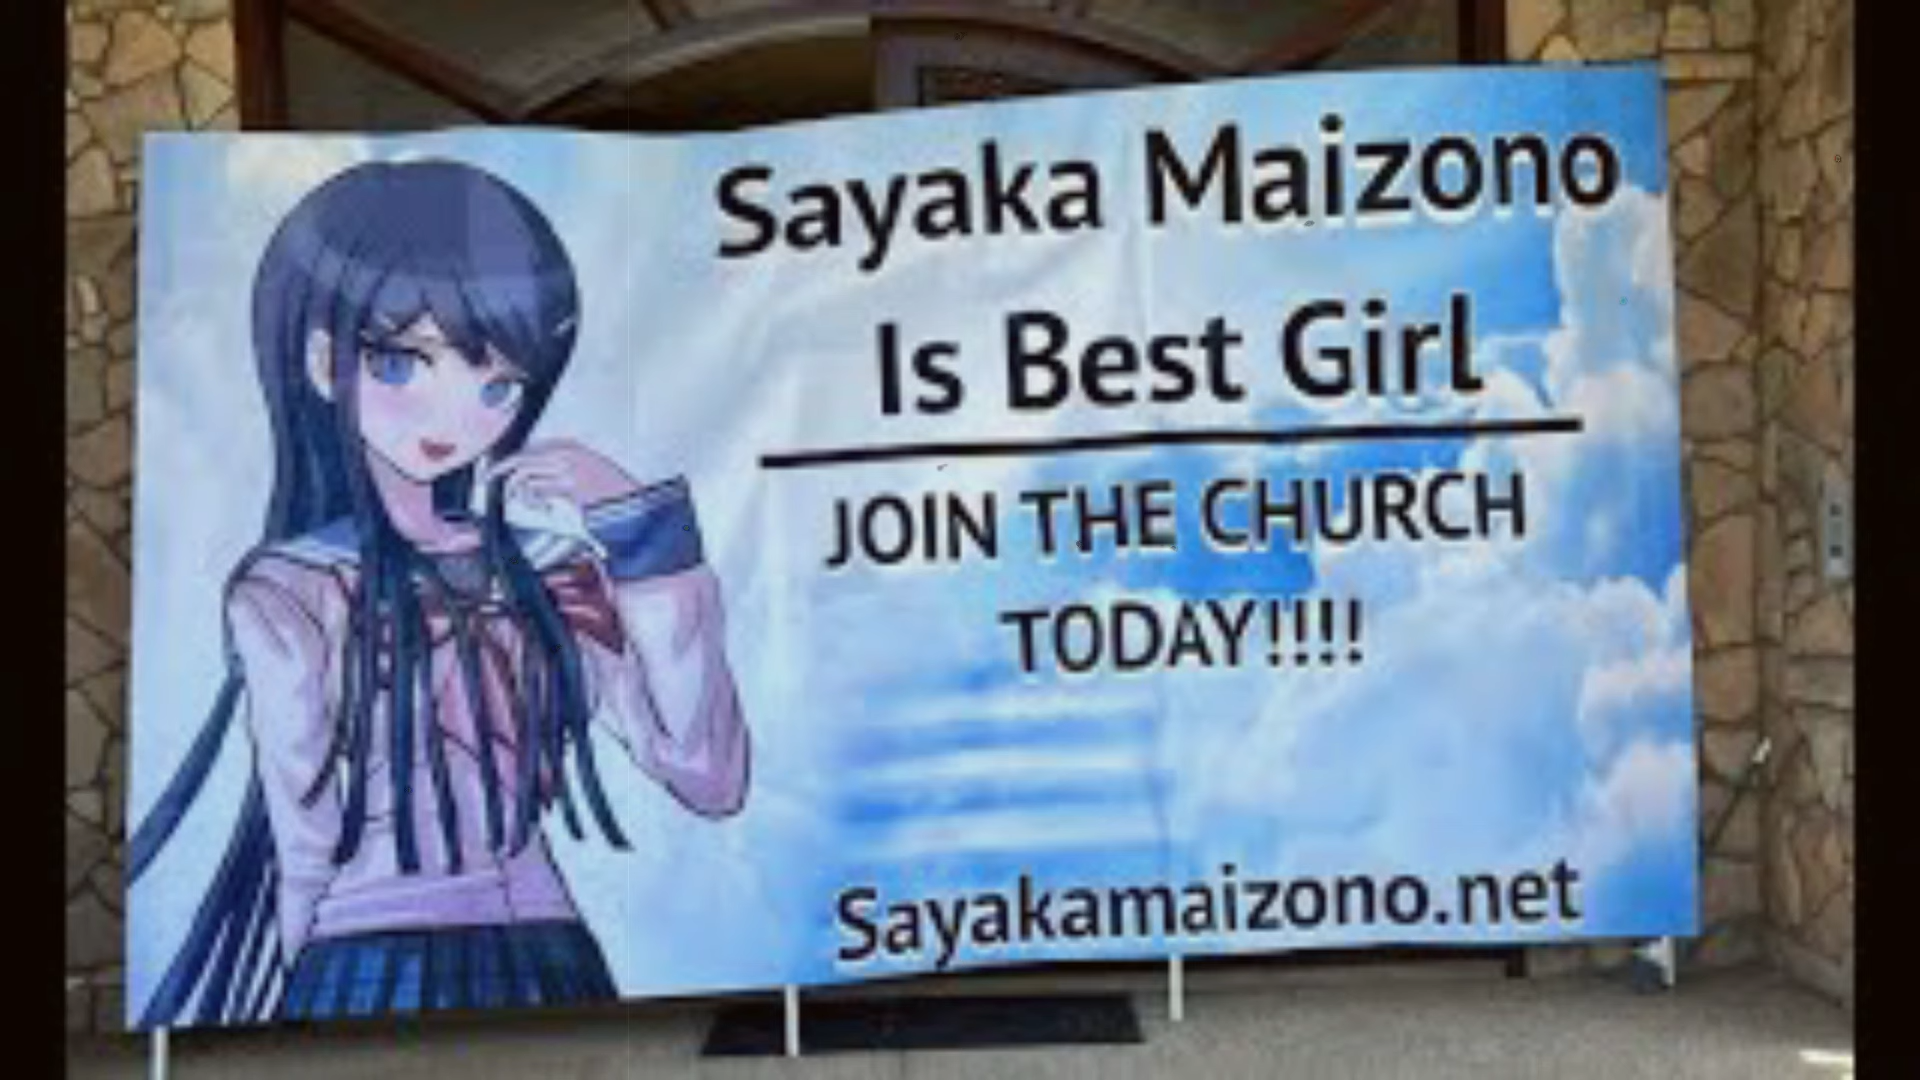 Sayaka Maizono
Is Best Girl
JOIN THE CHURCH
TODAY!!!!
Sayakamaizono.net